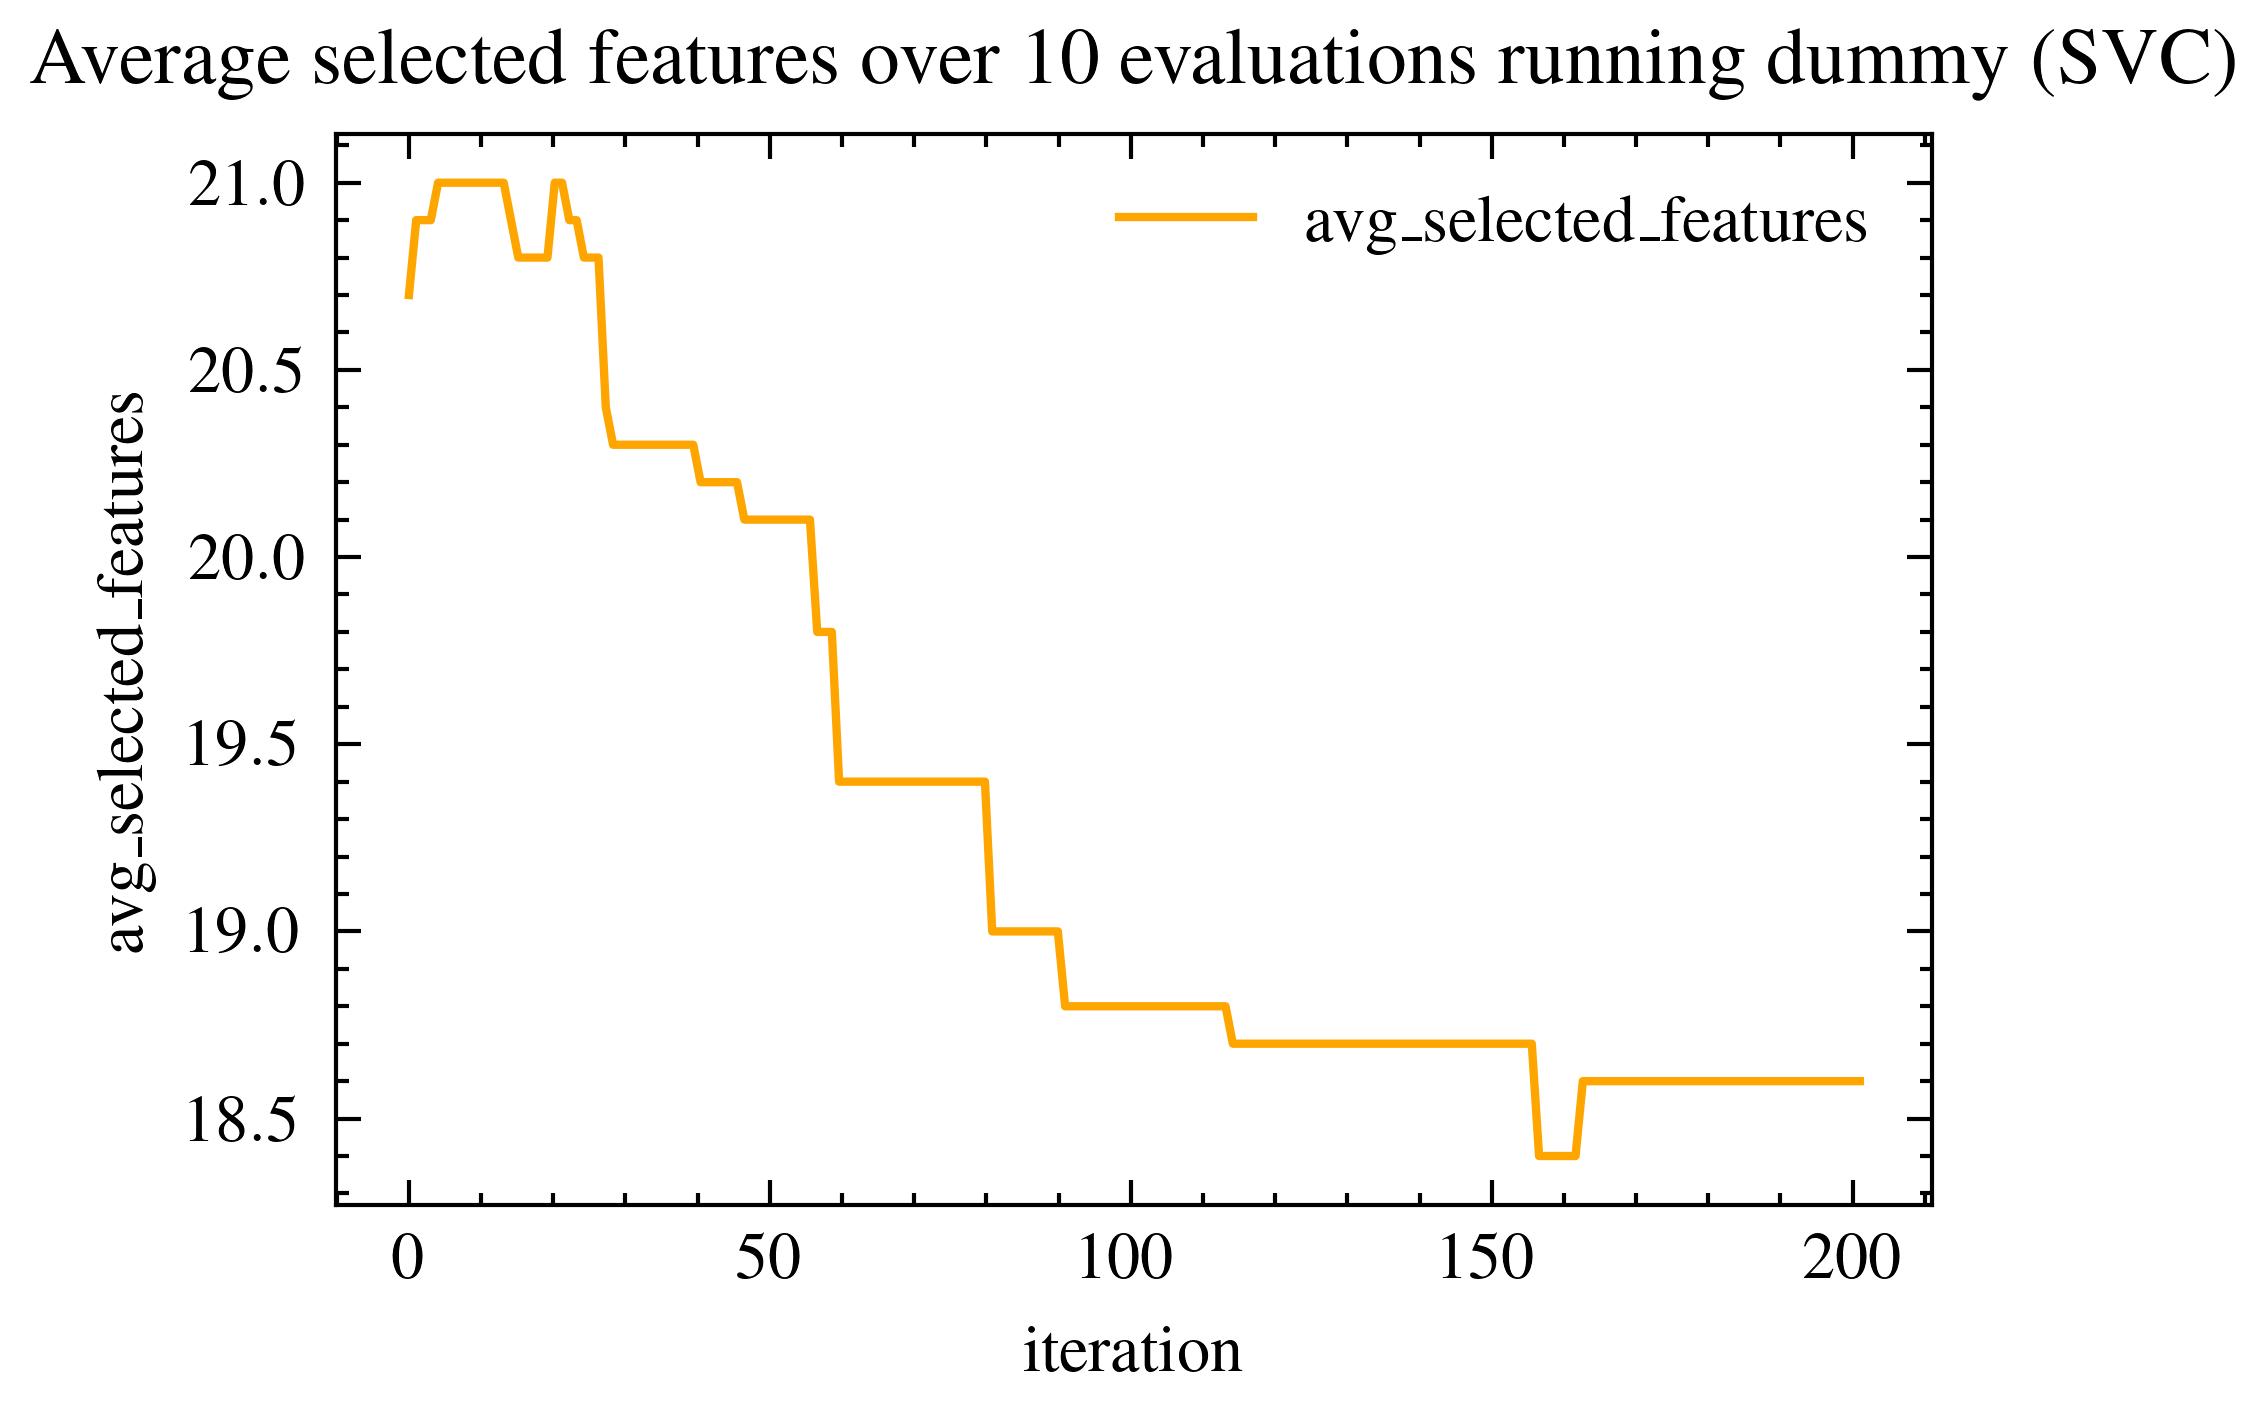 Average selected features over 10 evaluations running dummy (SVC)
avg_selected_features
21.0
20.5
20.0
19.5
19.0
18.5
avg_selected_features
0 50 100 150 200
iteration